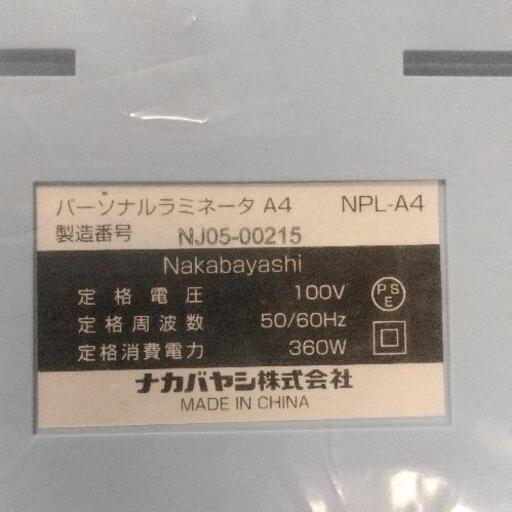 パーソナルラミネータ A4 NPL-A4
製造番号 NJ05-00215
Nakabayashi
定格電圧 100V
定格周波数 50/60Hz
定格消費電力 360W
PSE
ナカバヤシ株式会社
MADE IN CHINA